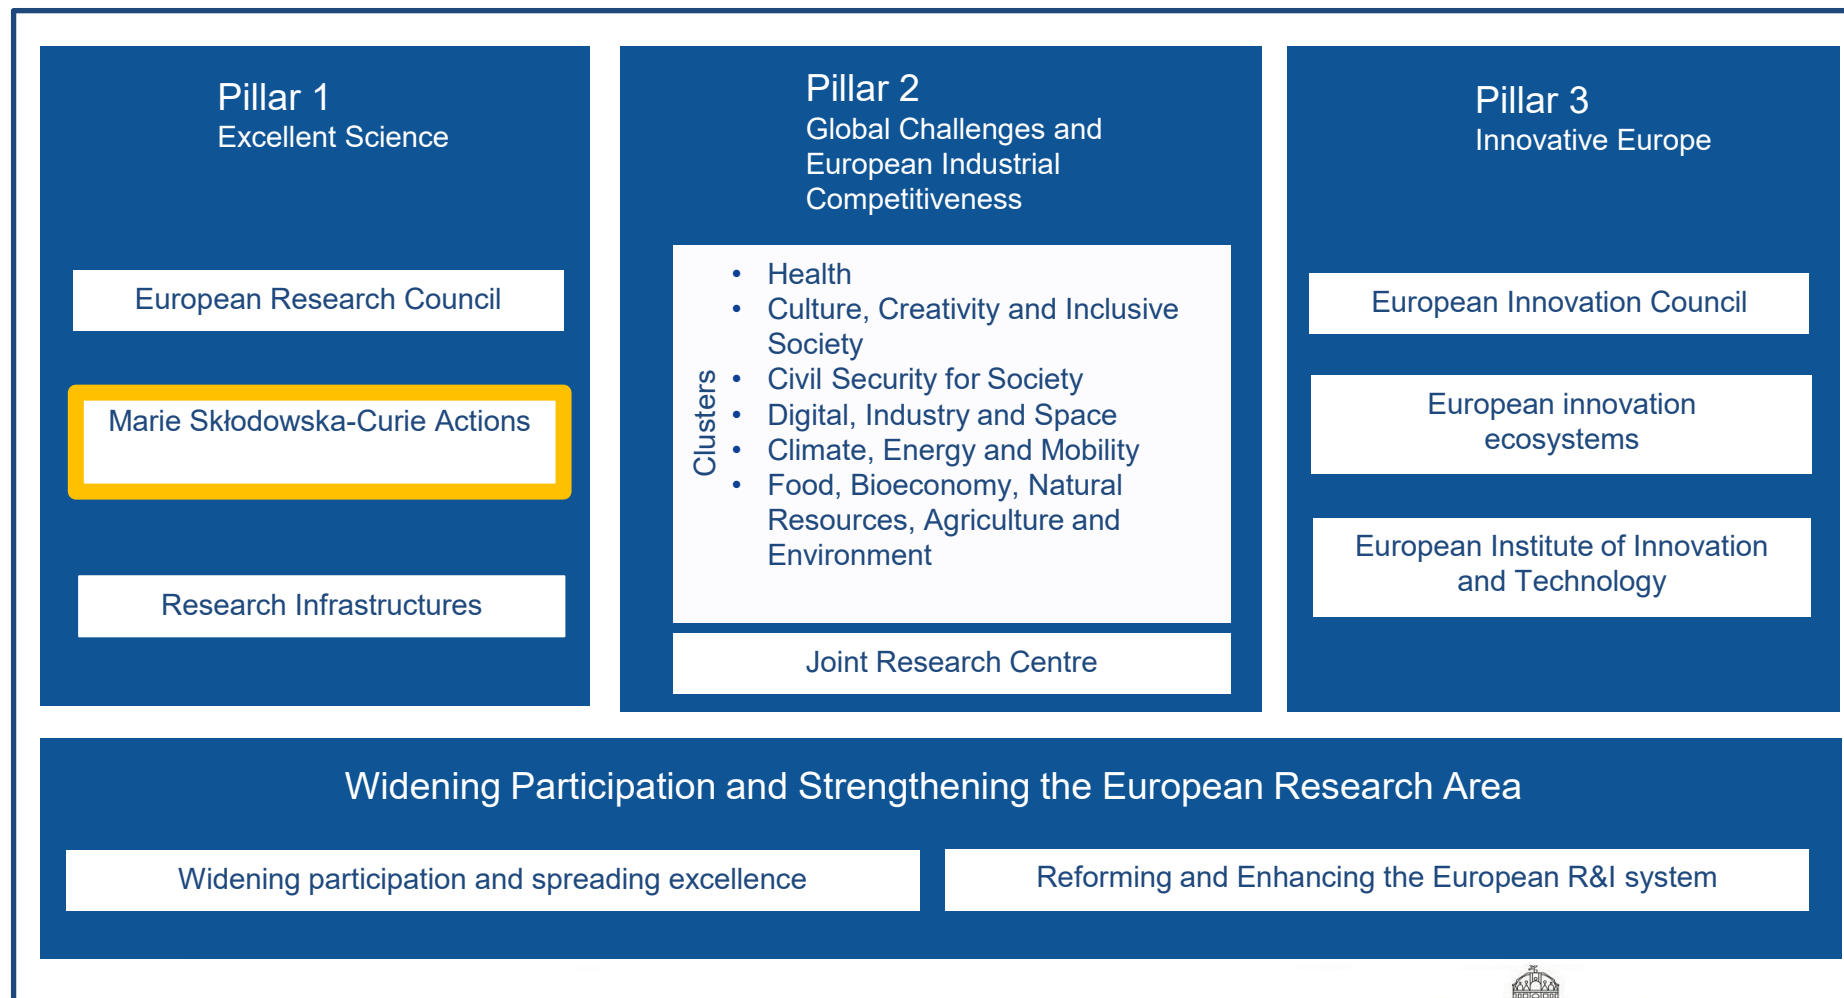 Pillar 1
Excellent Science
European Research Council
Marie Skłodowska-Curie Actions
Research Infrastructures
Pillar 2
Global Challenges and
European Industrial
Competitiveness
Clusters
• Health
• Culture, Creativity and Inclusive
Society
• Civil Security for Society
• Digital, Industry and Space
• Climate, Energy and Mobility
• Food, Bioeconomy, Natural
Resources, Agriculture and
Environment
Joint Research Centre
Pillar 3
Innovative Europe
European Innovation Council
European innovation
ecosystems
European Institute of Innovation
and Technology
Widening Participation and Strengthening the European Research Area
Widening participation and spreading excellence
Reforming and Enhancing the European R&I system